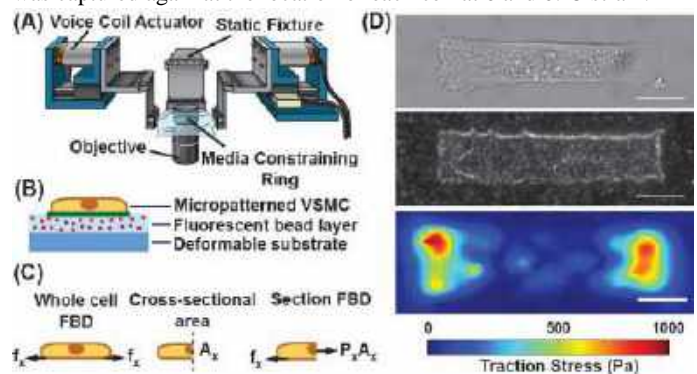 (A)
Voice Coil Actuator
Static Fixture
Objective
Media Constraining
Ring
(B)
Micropatterned VSMC
Fluorescent bead layer
Deformable substrate
(C)
Whole cell
FBD
Cross-sectional
area
Section FBD
fx
fx
Ax
fx
PxAx
(D)
0
500
1000
Traction Stress [Pa]